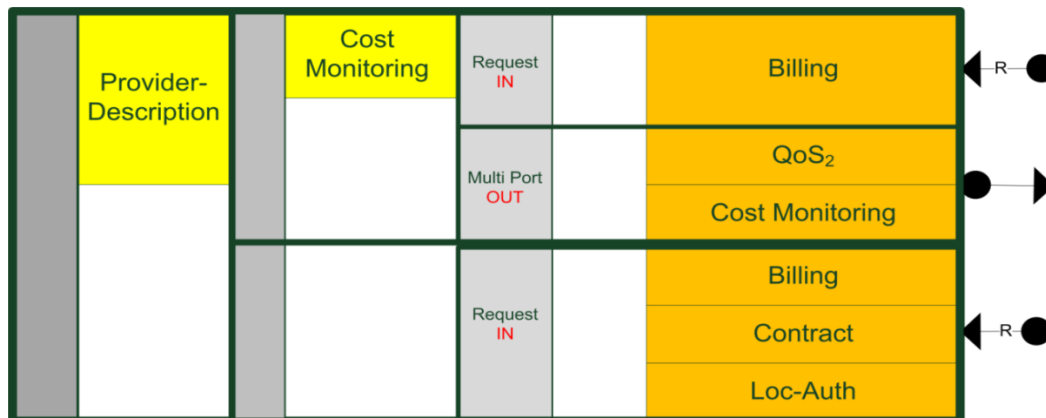 Provider-
Description
Cost
Monitoring
Request
IN
Billing
R
Multi Port
OUT
QoS₂
Cost Monitoring
Request
IN
Billing
Contract
Loc-Auth
R